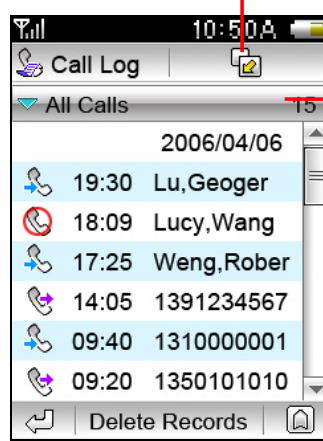 10:50A
Call Log
All Calls 15
2006/04/06
19:30 Lu,Geoger
18:09 Lucy,Wang
17:25 Weng,Rober
14:05 1391234567
09:40 1310000001
09:20 1350101010
Delete Records